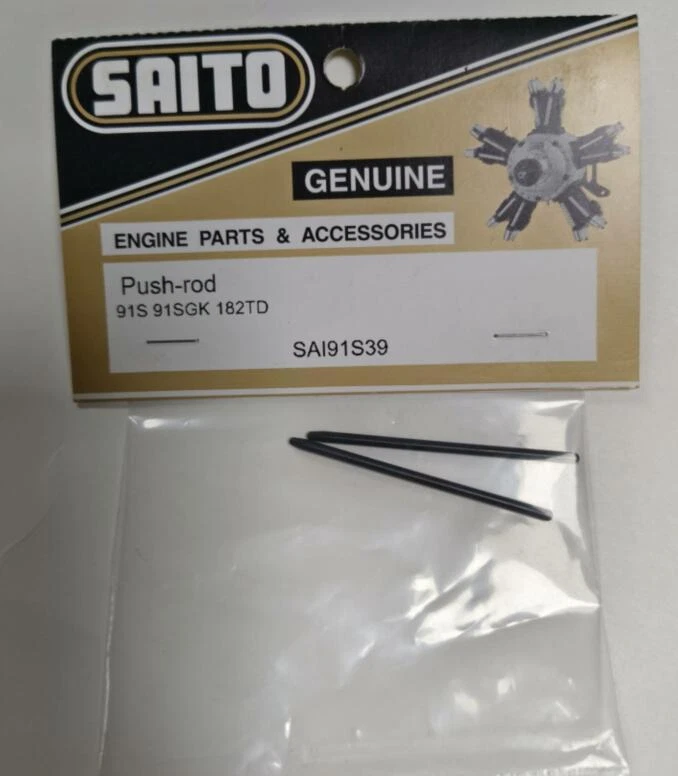 SAITO
GENUINE
ENGINE PARTS & ACCESSORIES
Push-rod
91S 91SGK 182TD
SAI91S39